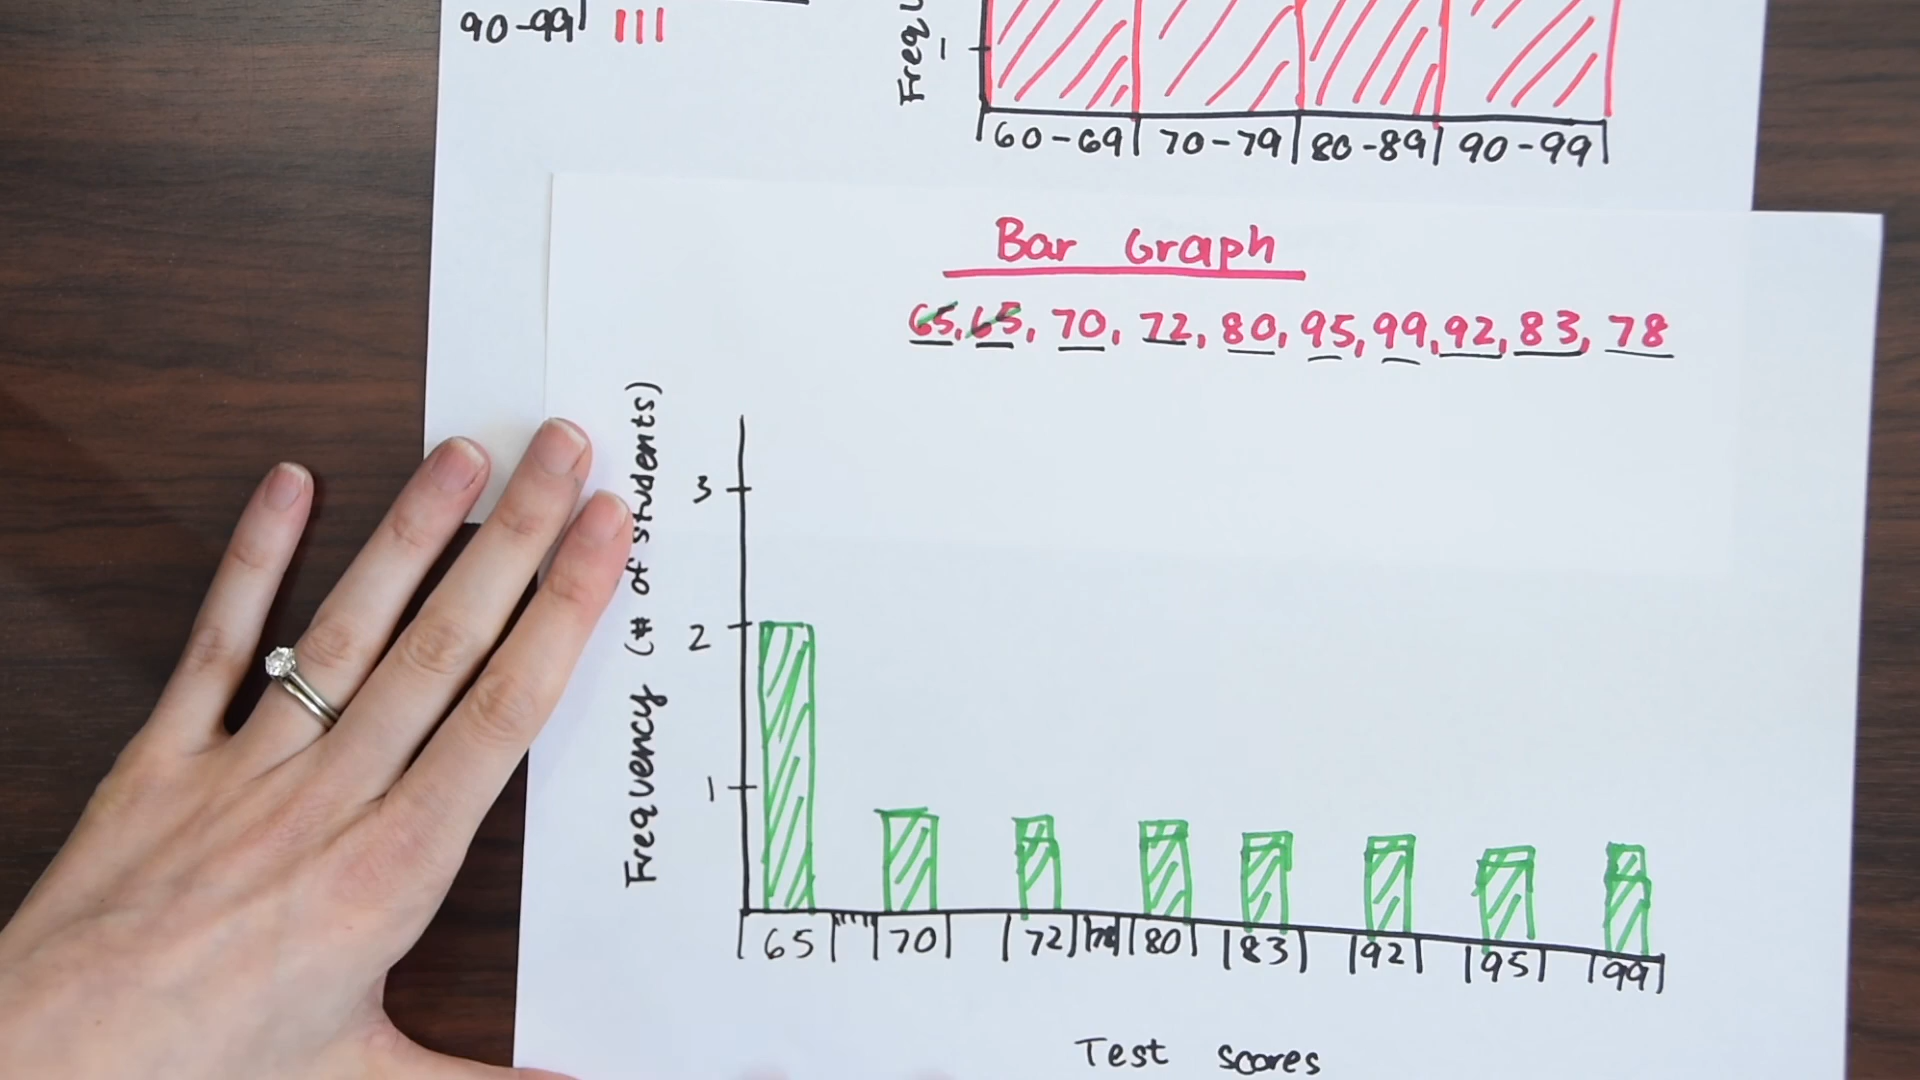 90-99| |||
1
60-69| 70-79| 80-89| 90-99|
Bar Graph
65, 65, 70, 72, 80, 95, 99, 92, 83, 78
Frequency (# of students)
3
2
1
|65| |70| |72| |80| |83| |92| |95| |99|
Test scores